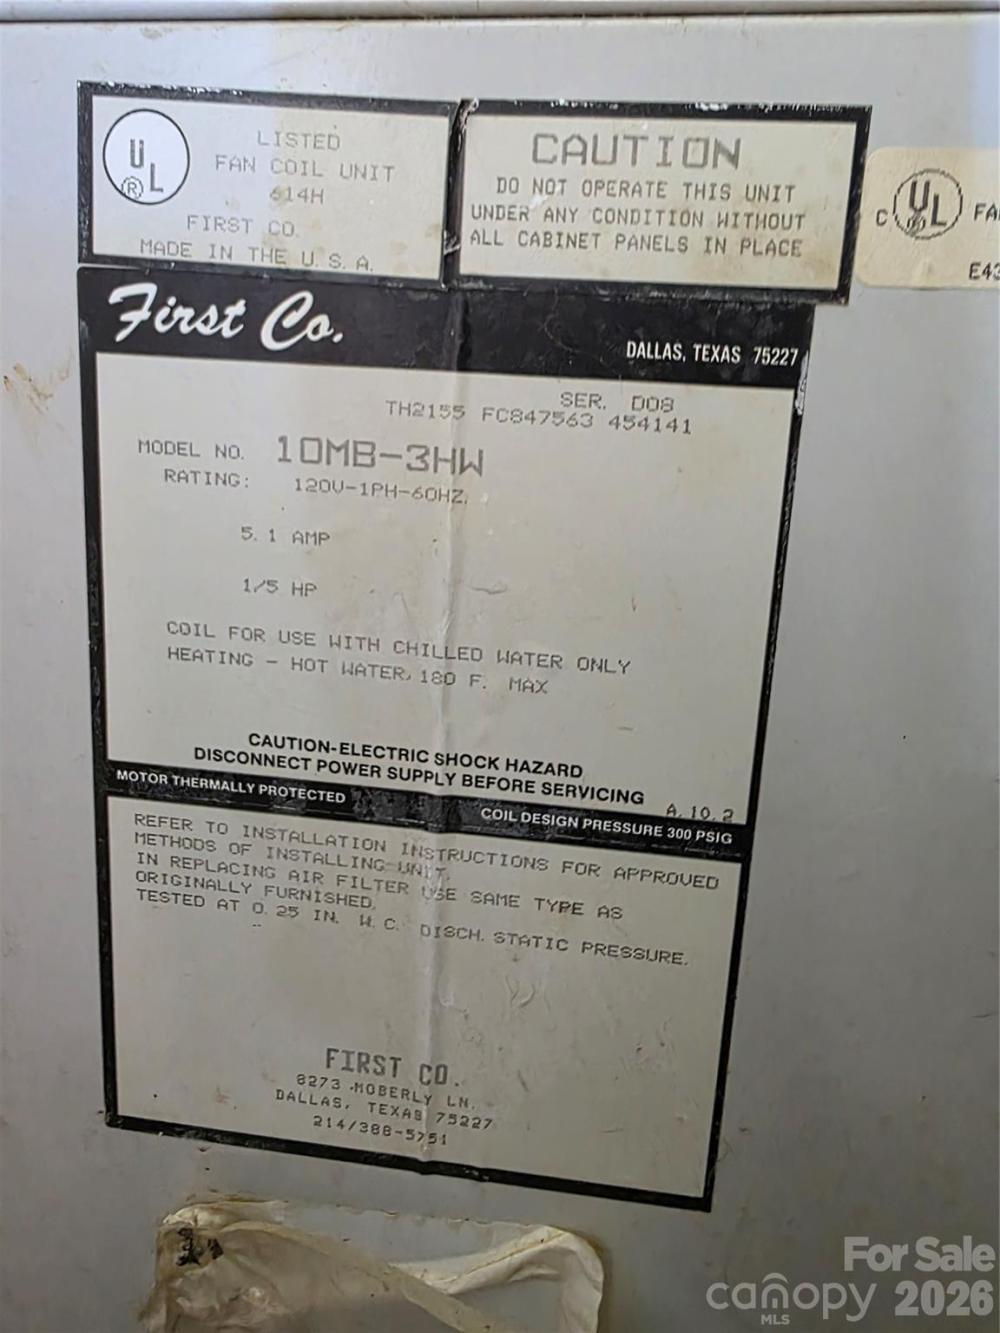 UL
®
LISTED
FAN COIL UNIT
614H
FIRST CO.
MADE IN THE U.S.A.
CAUTION
DO NOT OPERATE THIS UNIT
UNDER ANY CONDITION WITHOUT
ALL CABINET PANELS IN PLACE
C UL FA
E43
First Co.
DALLAS, TEXAS 75227
SER. D08
TH2155 FC847563 454141
MODEL NO. 10MB-3HW
RATING: 120V-1PH-60HZ.
5.1 AMP
1/5 HP
COIL FOR USE WITH CHILLED WATER ONLY
HEATING - HOT WATER, 180 F. MAX
CAUTION-ELECTRIC SHOCK HAZARD
DISCONNECT POWER SUPPLY BEFORE SERVICING
A.10.2
MOTOR THERMALLY PROTECTED
COIL DESIGN PRESSURE 300 PSIG
REFER TO INSTALLATION INSTRUCTIONS FOR APPROVED
METHODS OF INSTALLING UNIT.
IN REPLACING AIR FILTER USE SAME TYPE AS
ORIGINALLY FURNISHED.
TESTED AT 0.25 IN. W.C. DISCH. STATIC PRESSURE.
FIRST CO.
8273 MOBERLY LN.
DALLAS, TEXAS 75227
214/388-5751
For Sale
canopy 2026
MLS